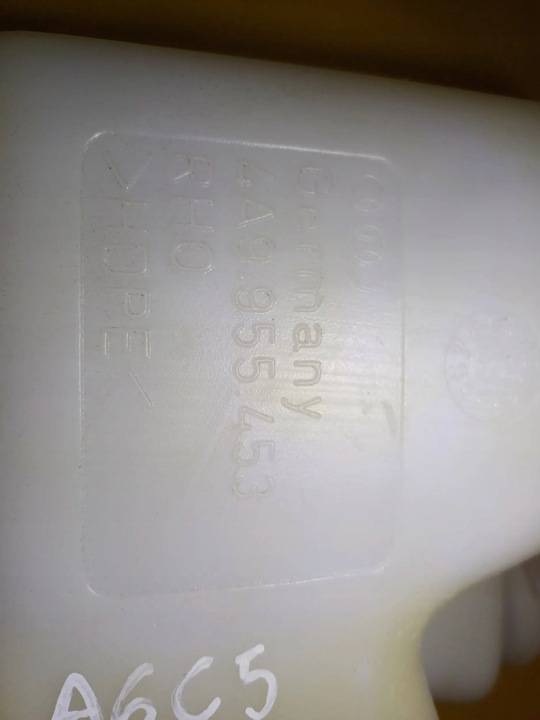 Germany
4A9.955.453
RHO
>HDPE<
A6C5